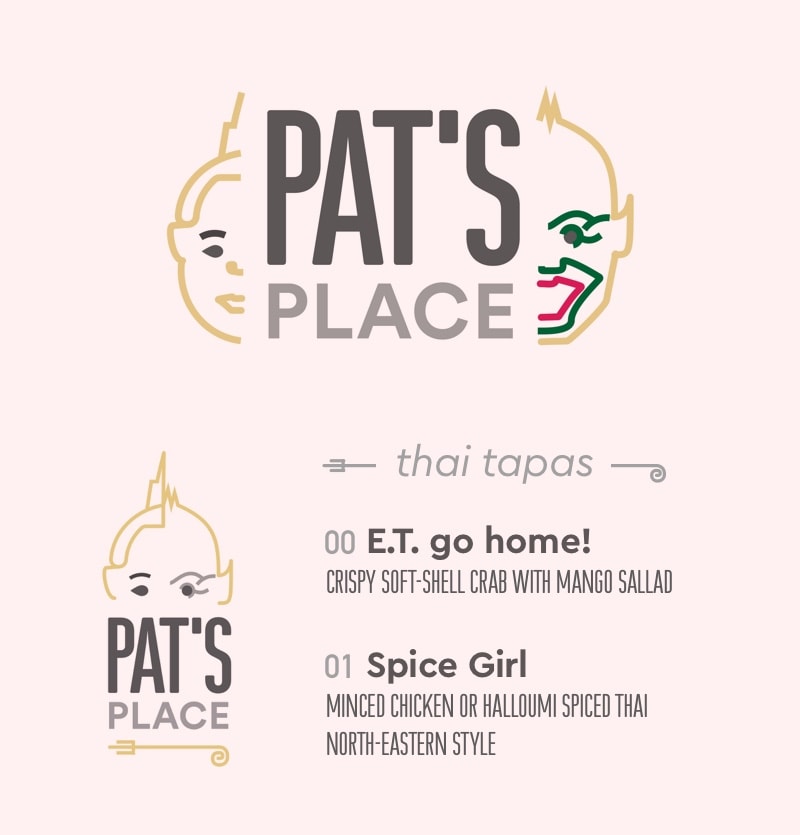 PAT'S
PLACE
thai tapas
00 E.T. go home!
CRISPY SOFT-SHELL CRAB WITH MANGO SALLAD
01 Spice Girl
MINCED CHICKEN OR HALLOUMI SPICED THAI
NORTH-EASTERN STYLE
PAT'S
PLACE